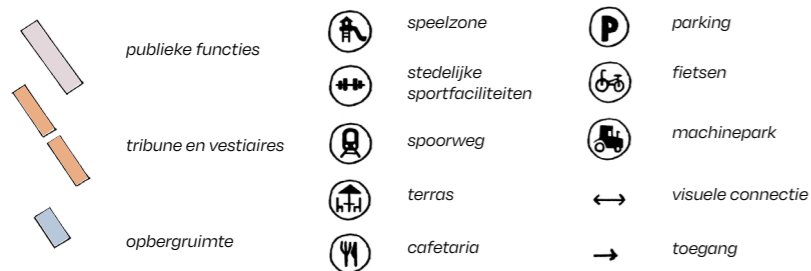 publieke functies
tribune en vestiaires
opbergruimte
speelzone
stedelijke
sportfaciliteiten
spoorweg
terras
cafetaria
P
parking
fietsen
machinepark
visuele connectie
toegang